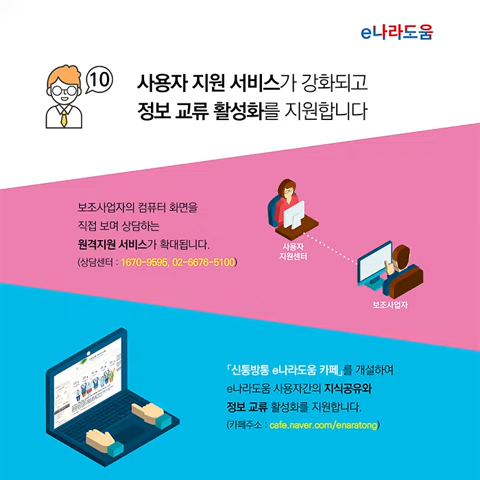 e나라도움
10
사용자 지원 서비스가 강화되고
정보 교류 활성화를 지원합니다
보조사업자의 컴퓨터 화면을
직접 보며 상담하는
원격지원 서비스가 확대됩니다.
(상담센터 : 1670-9595, 02-6676-5100)
사용자
지원센터
보조사업자
「신통방통 e나라도움 카페」를 개설하여
e나라도움 사용자간의 지식공유와
정보 교류 활성화를 지원합니다.
(카페주소 : cafe.naver.com/enaratong)